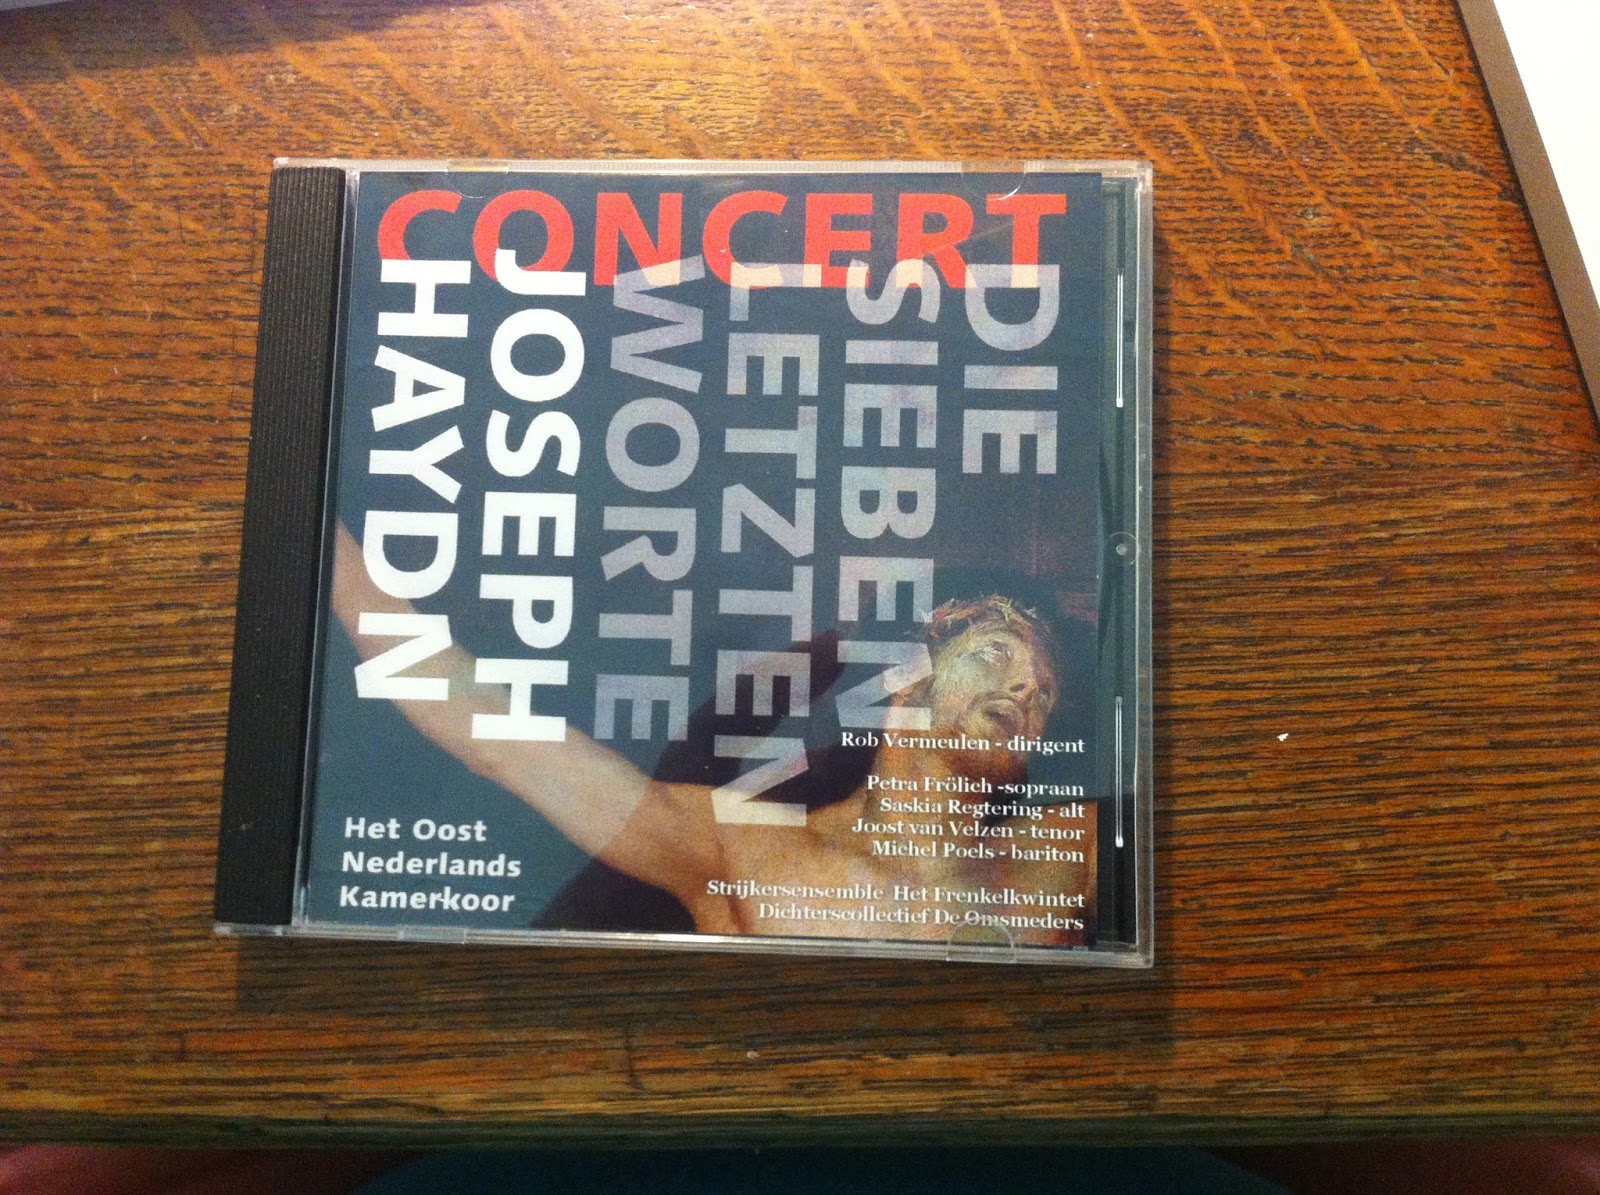 CONCERT
DIE
SIEBEN
LETZTEN
WORTE
JOSEPH
HAYDN
Rob Vermeulen - dirigent
Petra Frölich -sopraan
Saskia Regtering - alt
Joost van Velzen - tenor
Michel Poels - bariton
Strijkersensemble Het Frenkelkwintet
Dichterscollectief De Omsmeders
Het Oost
Nederlands
Kamerkoor